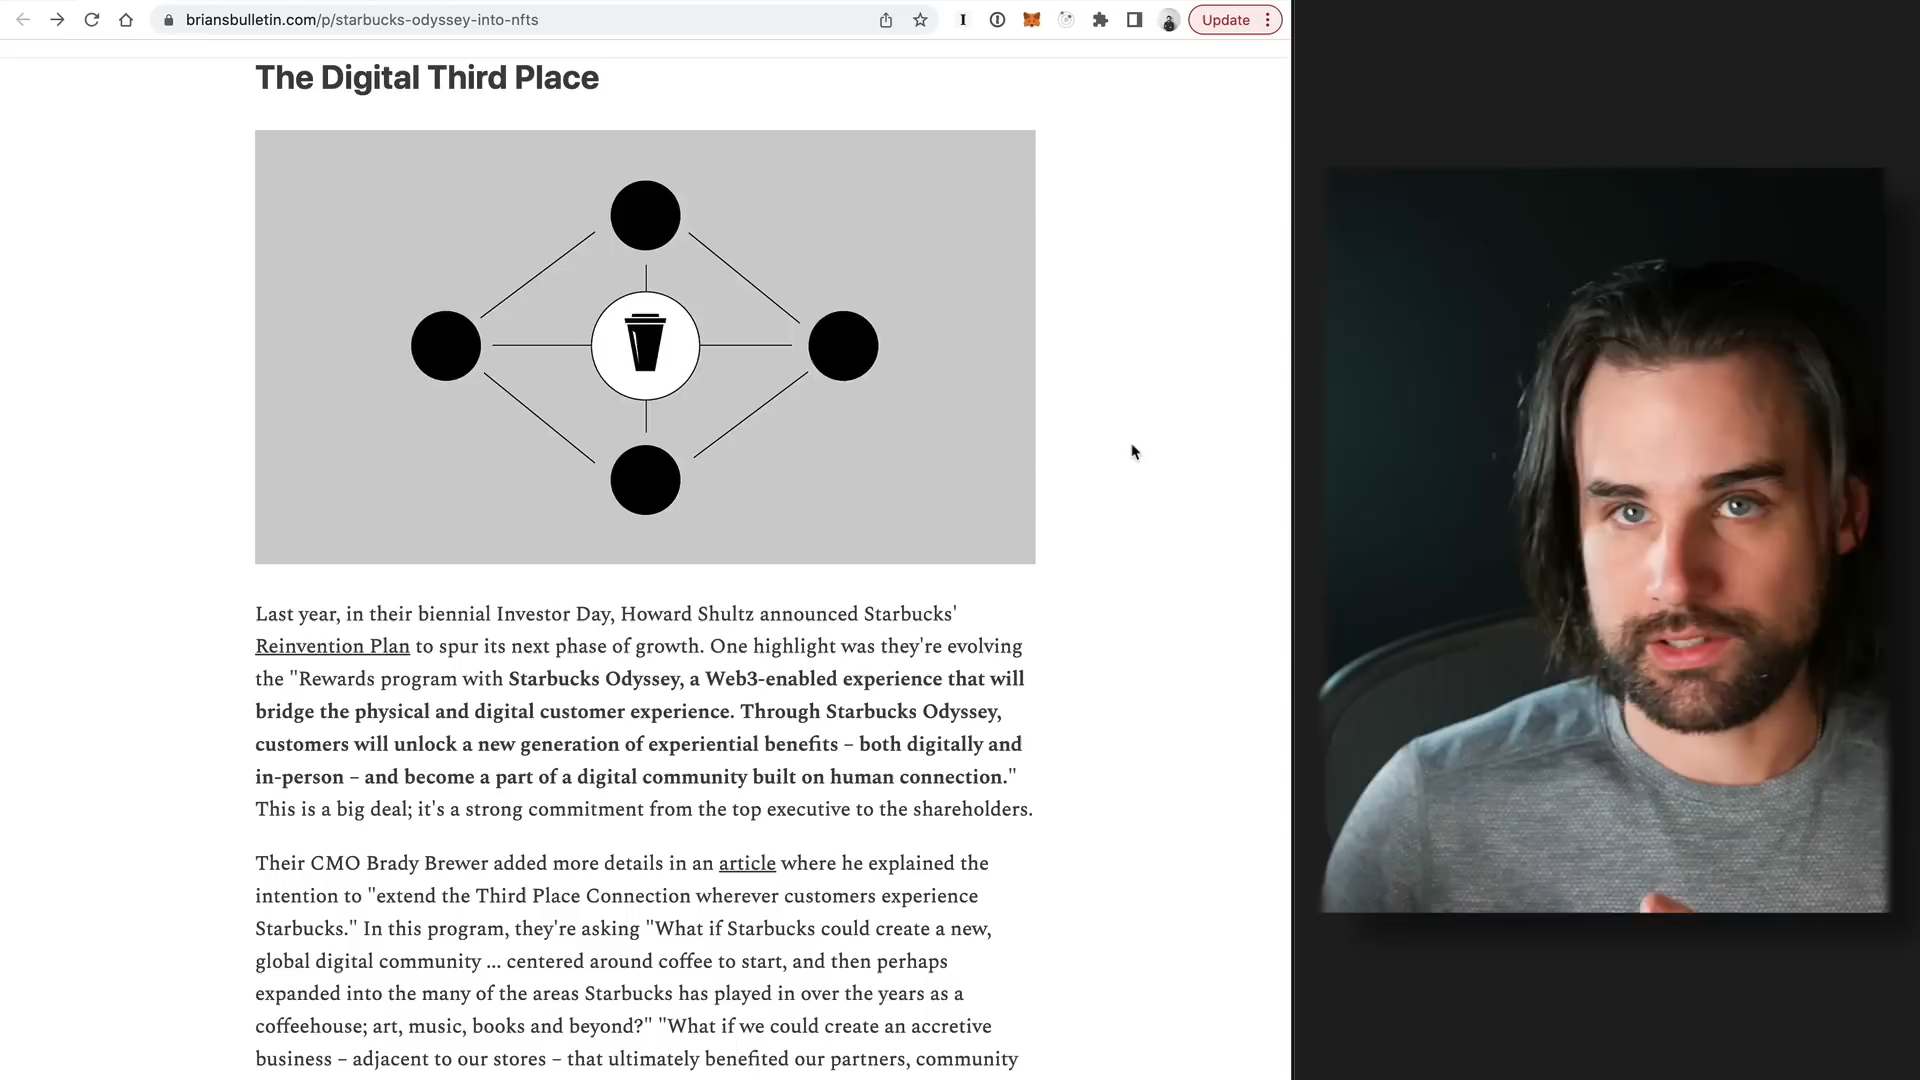 briansbulletin.com/p/starbucks-odyssey-into-nfts
Update
The Digital Third Place
Last year, in their biennial Investor Day, Howard Shultz announced Starbucks'
Reinvention Plan to spur its next phase of growth. One highlight was they're evolving
the "Rewards program with Starbucks Odyssey, a Web3-enabled experience that will
bridge the physical and digital customer experience. Through Starbucks Odyssey,
customers will unlock a new generation of experiential benefits – both digitally and
in-person – and become a part of a digital community built on human connection."
This is a big deal; it's a strong commitment from the top executive to the shareholders.
Their CMO Brady Brewer added more details in an article where he explained the
intention to "extend the Third Place Connection wherever customers experience
Starbucks." In this program, they're asking "What if Starbucks could create a new,
global digital community ... centered around coffee to start, and then perhaps
expanded into the many of the areas Starbucks has played in over the years as a
coffeehouse; art, music, books and beyond?" "What if we could create an accretive
business – adjacent to our stores – that ultimately benefited our partners, community